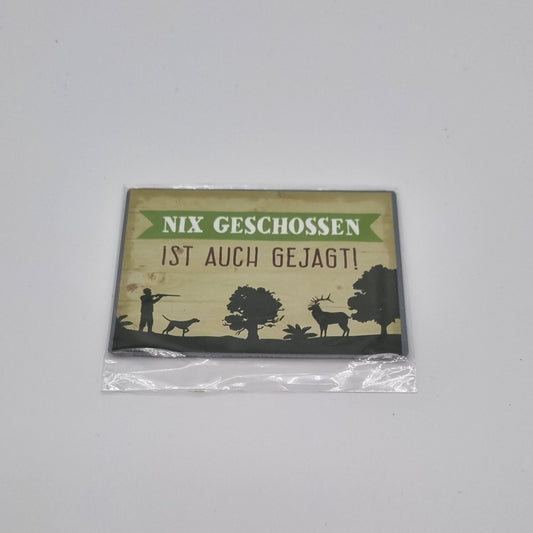 NIX GESCHOSSEN
IST AUCH GEJAGT!